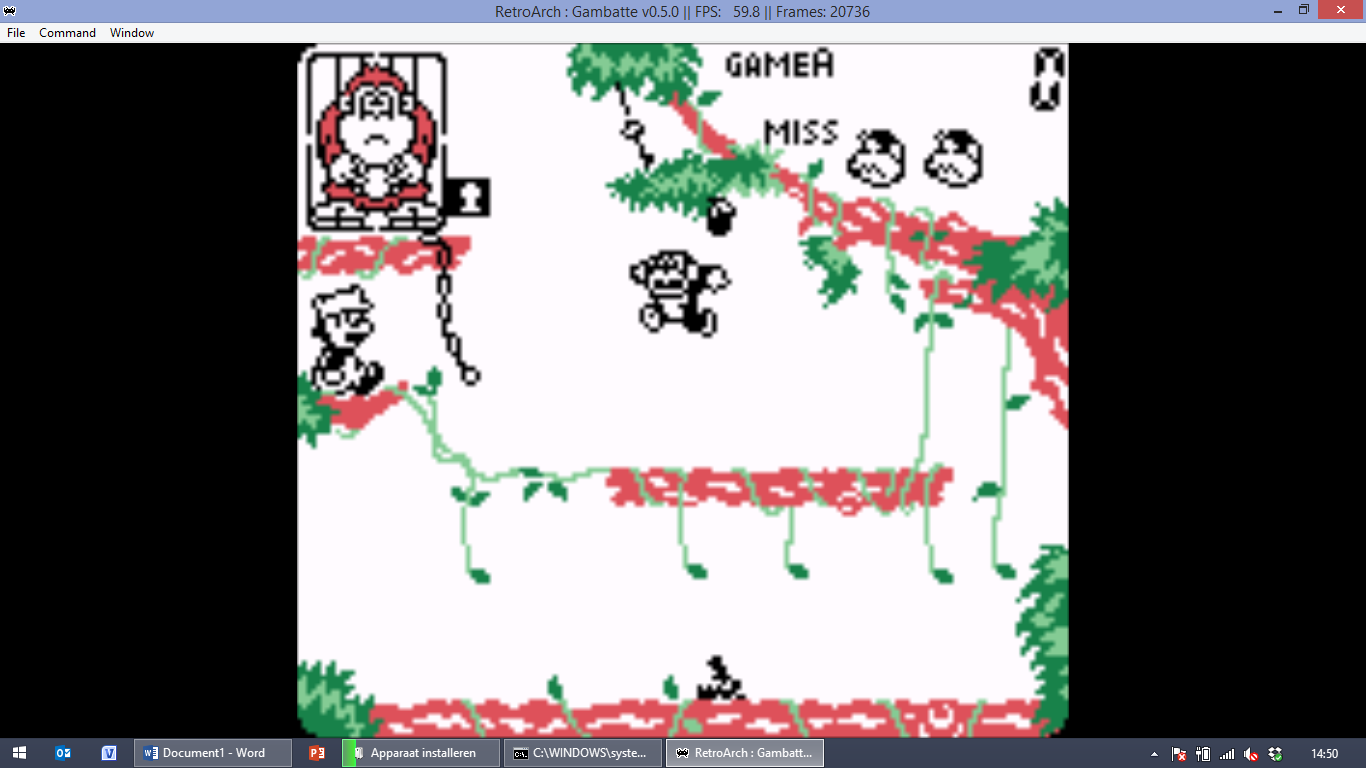 RetroArch : Gambatte v0.5.0 || FPS: 59.8 || Frames: 20736
File Command Window
GAME A
0
MISS
Document1 - Word
Apparaat installeren
C:\WINDOWS\syste...
RetroArch : Gambatt...
14:50